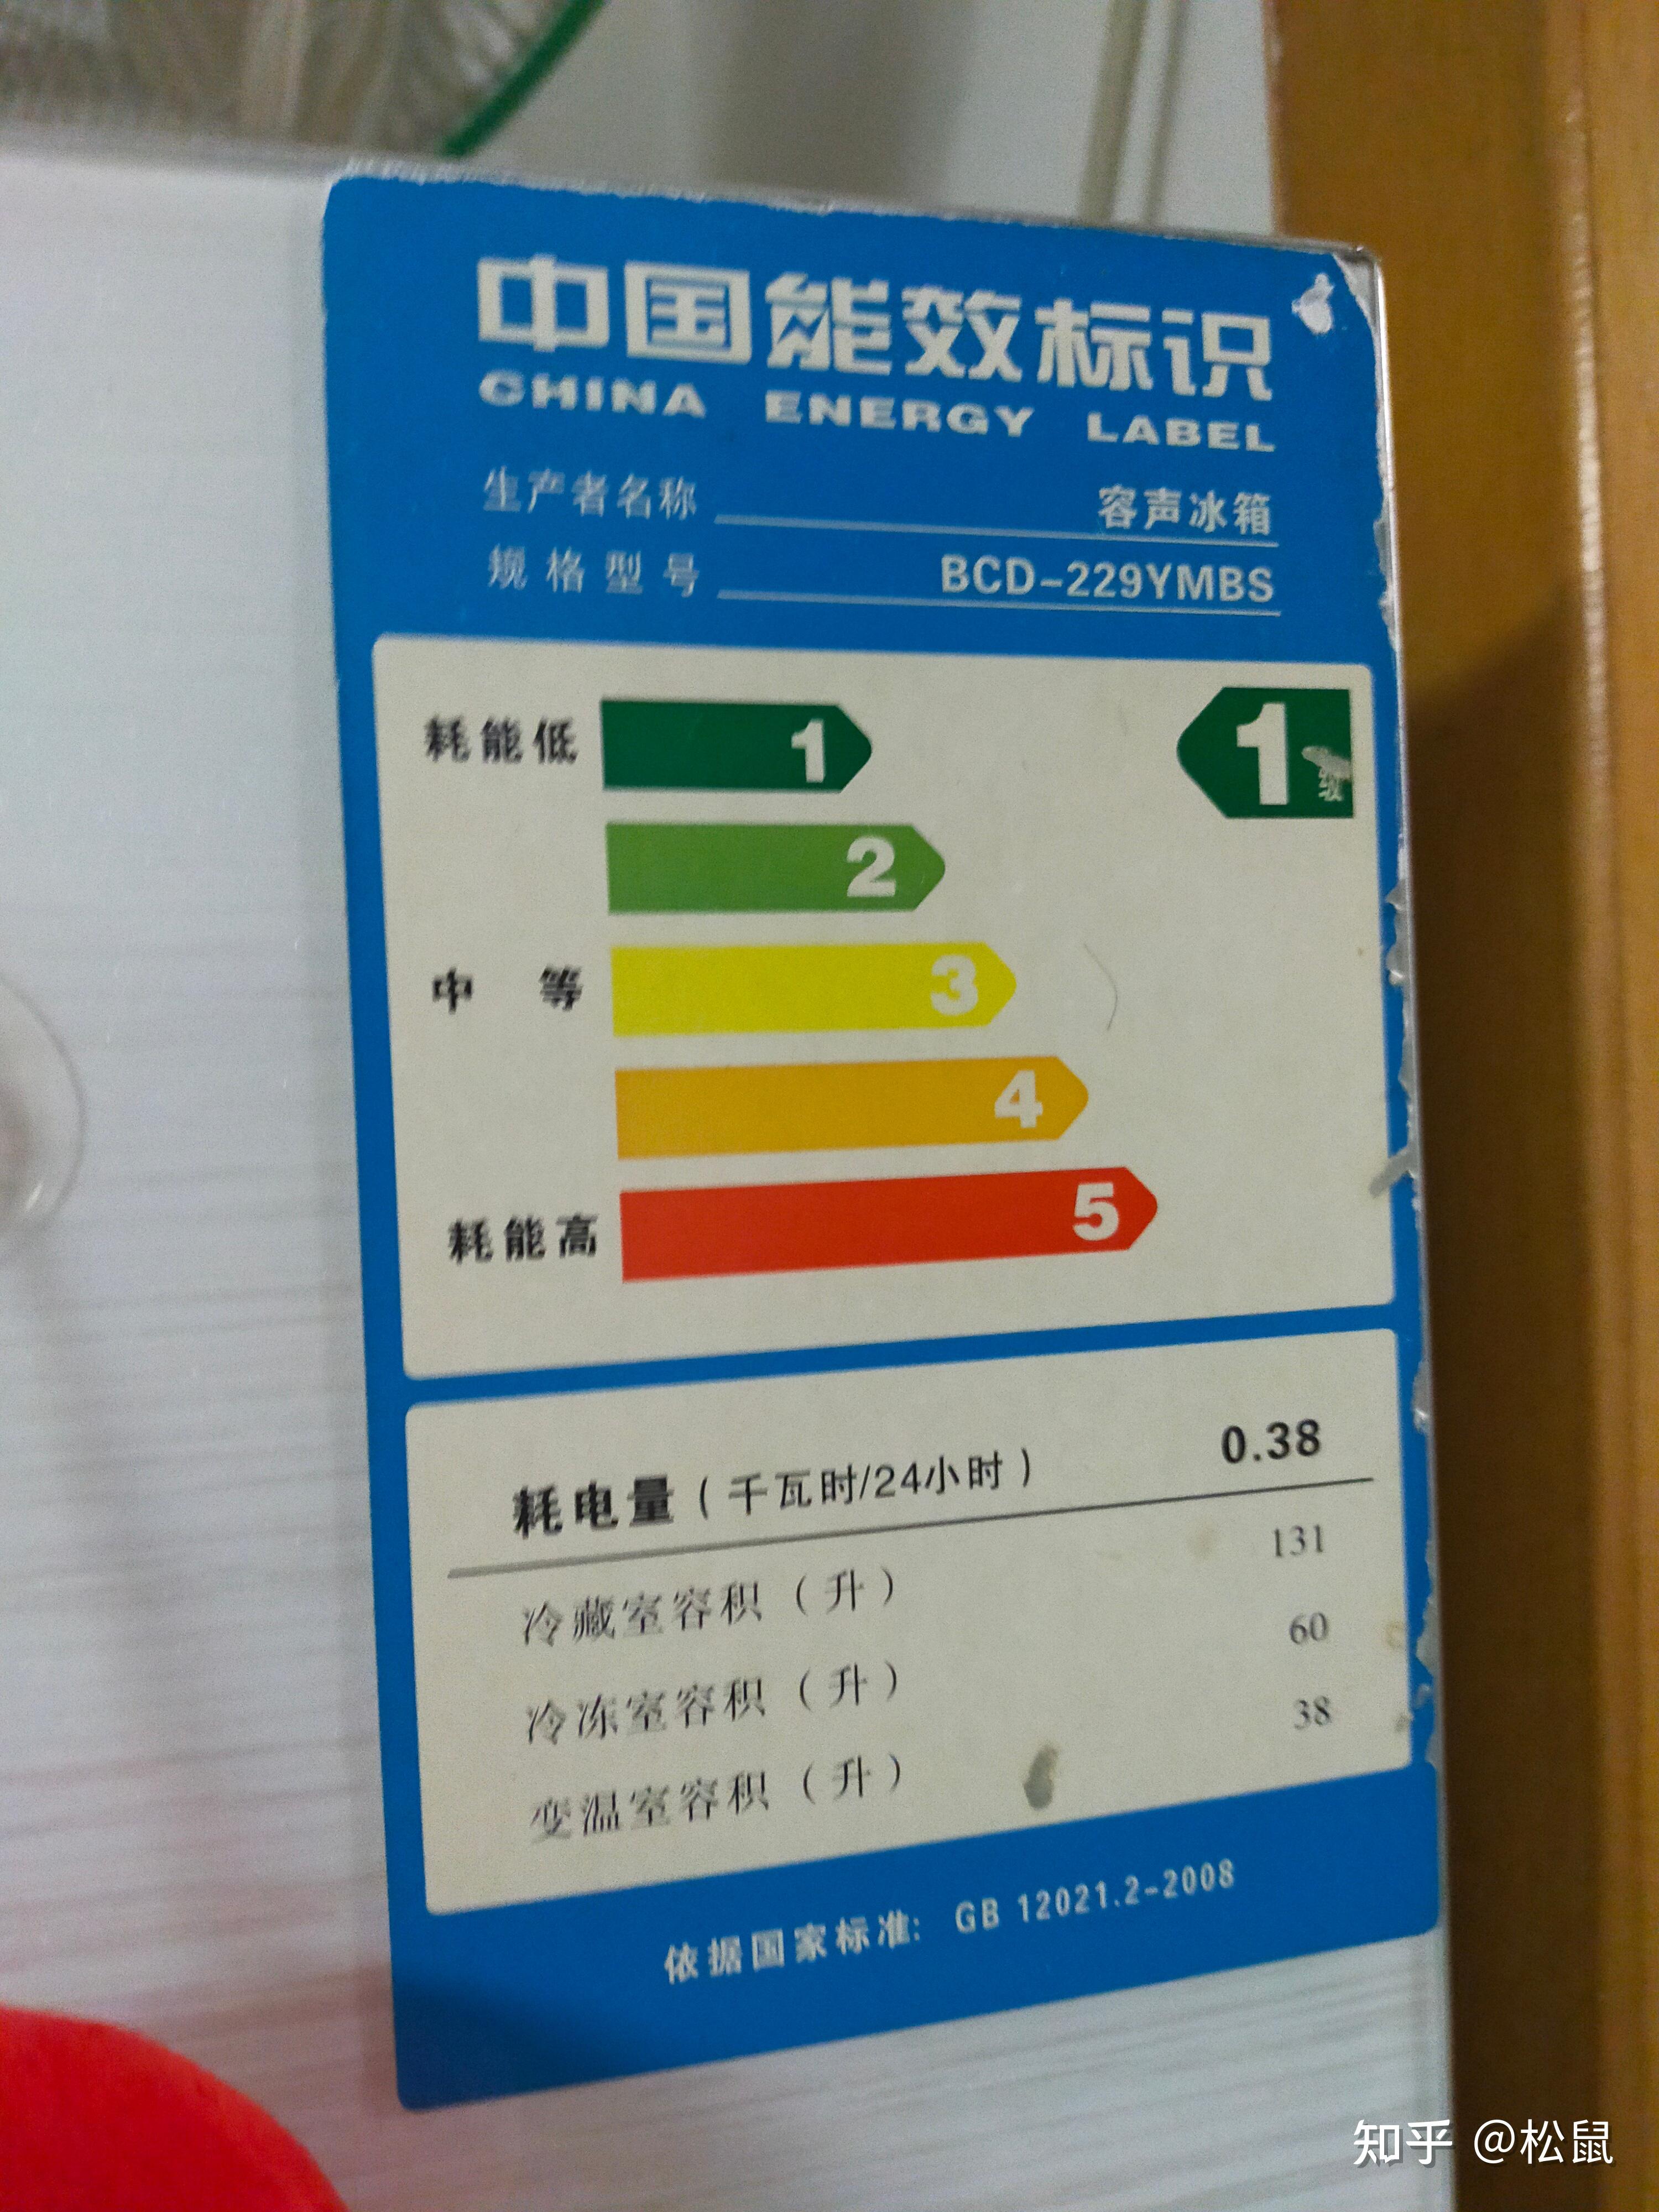 中国能效标识
CHINA ENERGY LABEL
生产者名称 容声冰箱
规格型号 BCD-229YMBS
耗能低 1 1级
2
中等 3
4
耗能高 5
耗电量（千瓦时/24小时） 0.38
冷藏室容积（升） 131
冷冻室容积（升） 60
变温室容积（升） 38
依据国家标准: GB 12021.2-2008
知乎 @松鼠